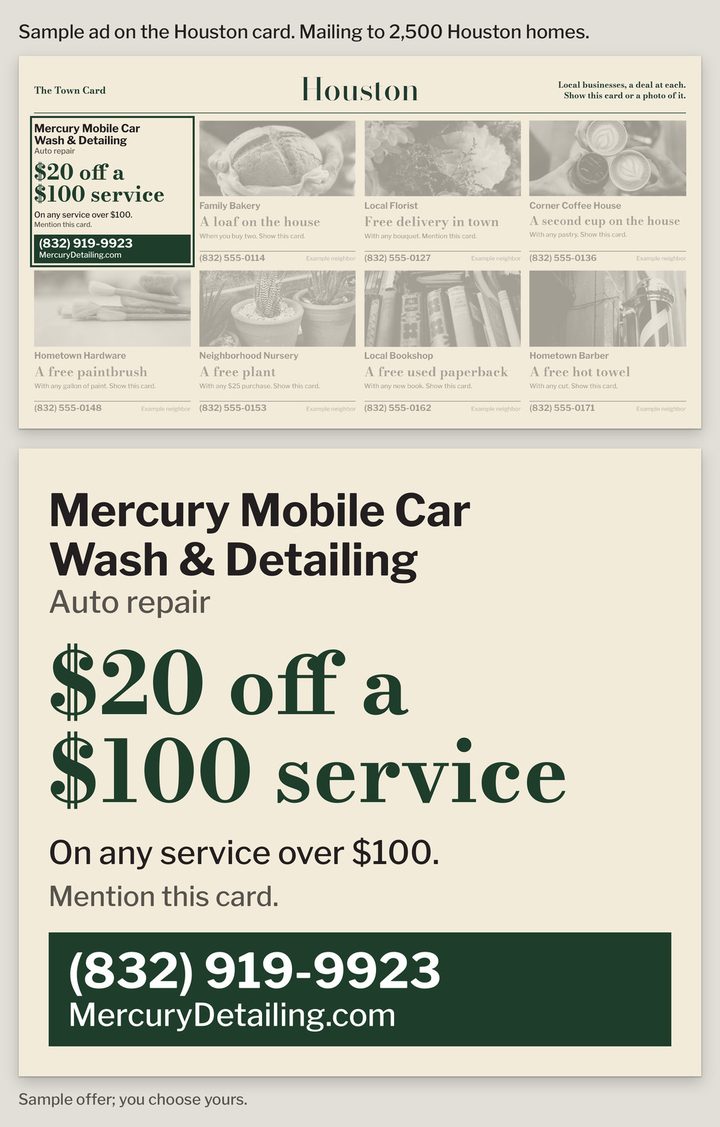 Sample ad on the Houston card. Mailing to 2,500 Houston homes.
The Town Card
Houston
Local businesses, a deal at each.
Show this card or a photo of it.
Mercury Mobile Car
Wash & Detailing
Auto repair
$20 off a
$100 service
On any service over $100.
Mention this card.
(832) 919-9923
MercuryDetailing.com
Family Bakery
A loaf on the house
When you buy two. Show this card.
(832) 555-0114
Example neighbor
Local Florist
Free delivery in town
With any bouquet. Mention this card.
(832) 555-0127
Example neighbor
Corner Coffee House
A second cup on the house
With any pastry. Show this card.
(832) 555-0136
Example neighbor
Hometown Hardware
A free paintbrush
With any gallon of paint. Show this card.
(832) 555-0148
Example neighbor
Neighborhood Nursery
A free plant
With any $25 purchase. Show this card.
(832) 555-0153
Example neighbor
Local Bookshop
A free used paperback
With any new book. Show this card.
(832) 555-0162
Example neighbor
Hometown Barber
A free hot towel
With any cut. Show this card.
(832) 555-0171
Example neighbor
Mercury Mobile Car
Wash & Detailing
Auto repair
$20 off a
$100 service
On any service over $100.
Mention this card.
(832) 919-9923
MercuryDetailing.com
Sample offer; you choose yours.